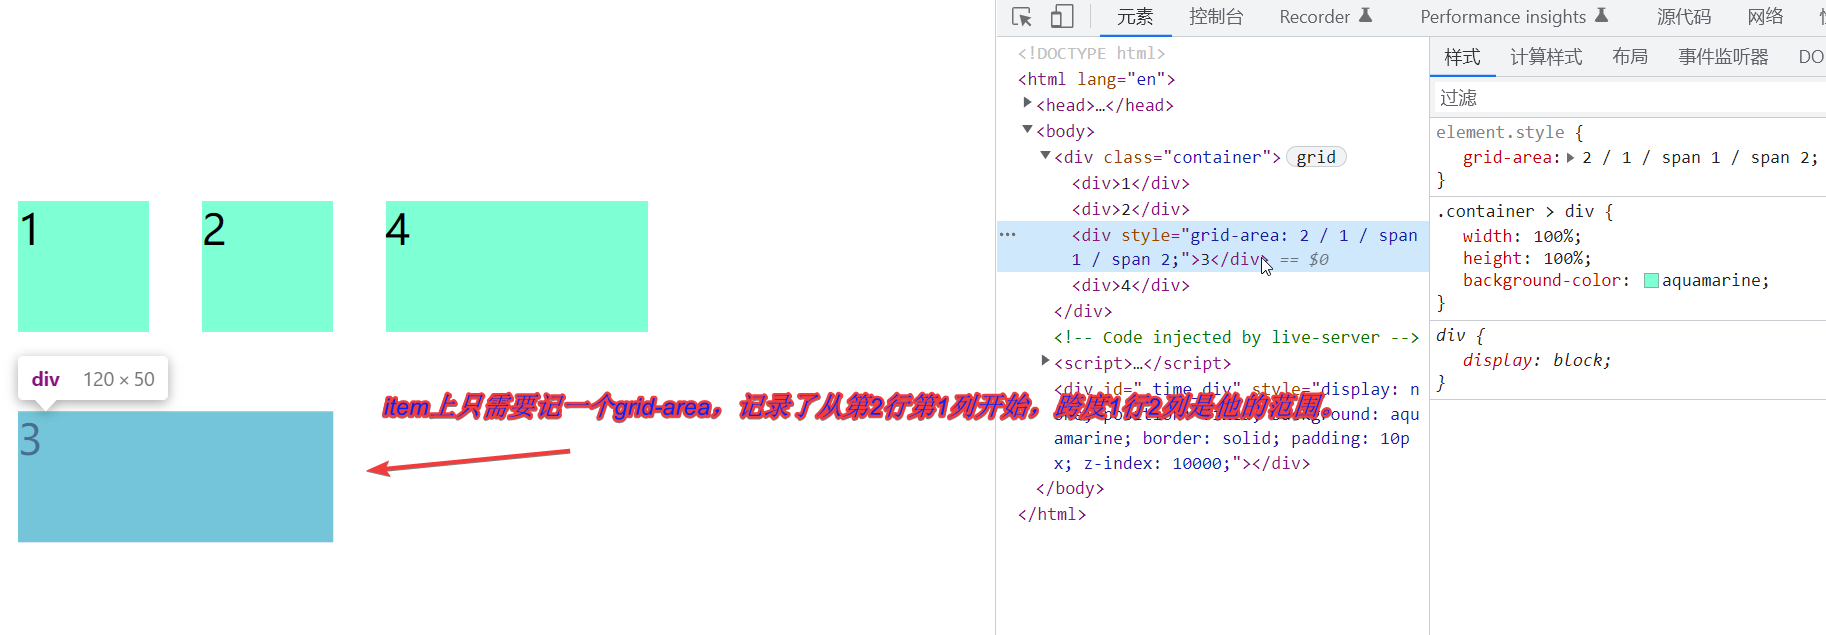 元素 控制台 Recorder Performance insights 源代码 网络
样式 计算样式 布局 事件监听器 DO
过滤
1
2
4
div 120 × 50
3
item上只需要记一个grid-area，记录了从第2行第1列开始，跨度1行2列是他的范围。
<!DOCTYPE html>
<html lang="en">
<head>…</head>
<body>
<div class="container"> grid
<div>1</div>
<div>2</div>
<div style="grid-area: 2 / 1 / span
1 / span 2;">3</div> == $0
<div>4</div>
</div>
<!-- Code injected by live-server -->
<script>…</script>
<div id="_time_div" style="display: n
background: aqu
amarine; border: solid; padding: 10p
x; z-index: 10000;"></div>
</body>
</html>
element.style {
grid-area: 2 / 1 / span 1 / span 2;
}
.container > div {
width: 100%;
height: 100%;
background-color: aquamarine;
}
div {
display: block;
}